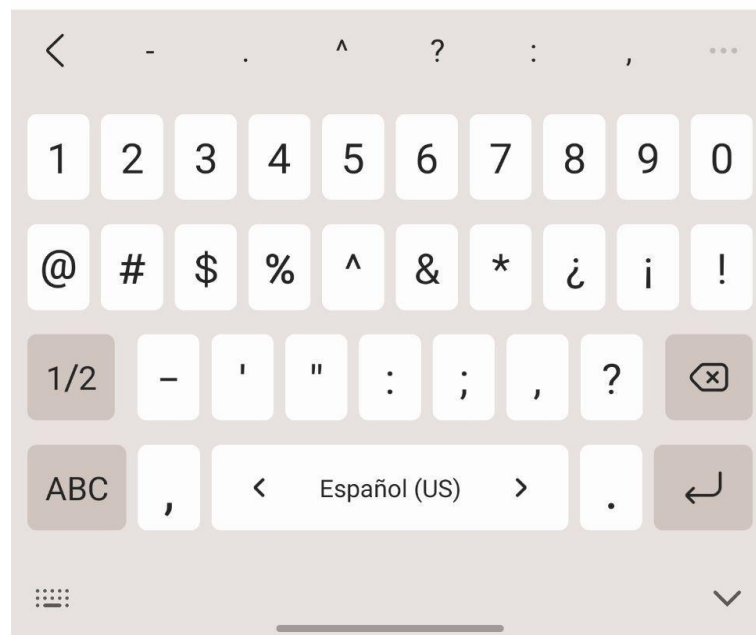 - . ^ ? : ,
1 2 3 4 5 6 7 8 9 0
@ # $ % ^ & * ¿ ¡ !
1/2 - ' " : ; , ?
ABC , < Español (US) > .